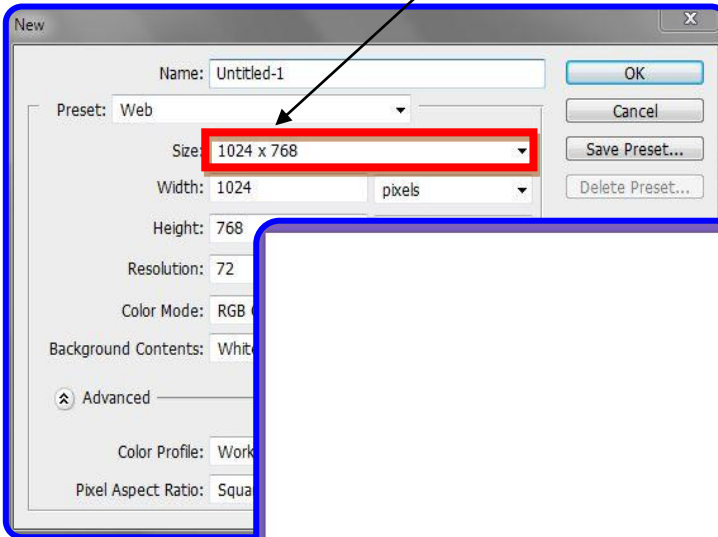 New
X
Name: Untitled-1
OK
Preset: Web
Cancel
Size: 1024 x 768
Save Preset...
Width: 1024 pixels
Delete Preset...
Height: 768
Resolution: 72
Color Mode: RGB
Background Contents:
Advanced
Color Profile:
Pixel Aspect Ratio: